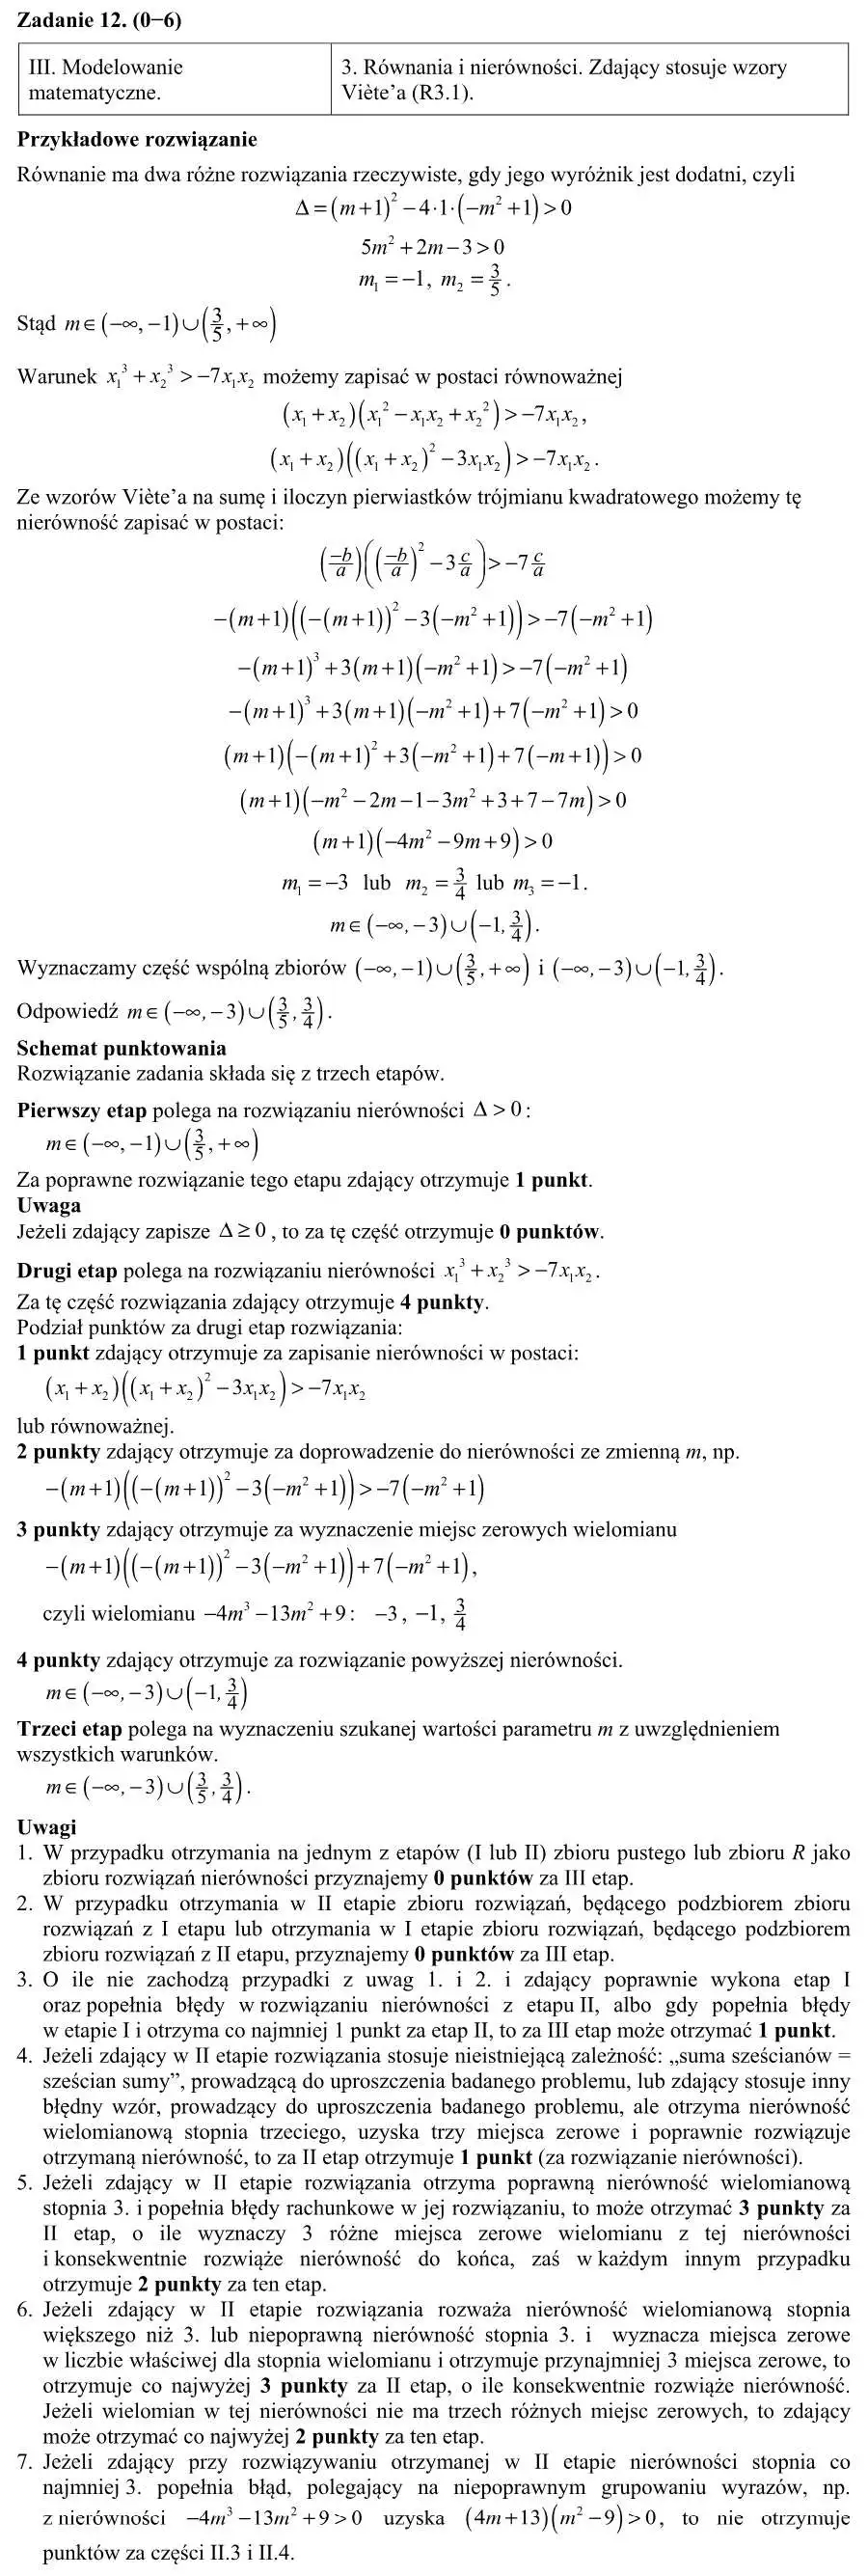 Zadanie 12. (0−6)
III. Modelowanie
matematyczne.
3. Równania i nierówności. Zdający stosuje wzory
Viète’a (R3.1).
Przykładowe rozwiązanie
Równanie ma dwa różne rozwiązania rzeczywiste, gdy jego wyróżnik jest dodatni, czyli
Δ = (m+1)² − 4·1·(−m² +1) > 0
5m² + 2m − 3 > 0
m₁ = −1, m₂ = 3/5 .
Stąd m∈(−∞, −1)∪(3/5, +∞)
Warunek x₁³ + x₂³ > −7x₁x₂ możemy zapisać w postaci równoważnej
(x₁ + x₂)(x₁² − x₁x₂ + x₂²) > −7x₁x₂,
(x₁ + x₂)((x₁ + x₂)² − 3x₁x₂) > −7x₁x₂.
Ze wzorów Viète’a na sumę i iloczyn pierwiastków trójmianu kwadratowego możemy tę
nierówność zapisać w postaci:
(−b/a)((−b/a)² − 3 c/a) > −7 c/a
−(m+1)((−(m+1))² − 3(−m² +1)) > −7(−m² +1)
−(m+1)³ + 3(m+1)(−m² +1) > −7(−m² +1)
−(m+1)³ + 3(m+1)(−m² +1) + 7(−m² +1) > 0
(m+1)(−(m+1)² + 3(−m² +1) + 7(−m+1)) > 0
(m+1)(−m² − 2m − 1 − 3m² + 3 + 7 − 7m) > 0
(m+1)(−4m² − 9m + 9) > 0
m₁ = −3 lub m₂ = 3/4 lub m₃ = −1.
m∈(−∞, −3)∪(−1, 3/4).
Wyznaczamy część wspólną zbiorów (−∞, −1)∪(3/5, +∞) i (−∞, −3)∪(−1, 3/4).
Odpowiedź m∈(−∞, −3)∪(3/5, 3/4).
Schemat punktowania
Rozwiązanie zadania składa się z trzech etapów.
Pierwszy etap polega na rozwiązaniu nierówności Δ > 0 :
m∈(−∞, −1)∪(3/5, +∞)
Za poprawne rozwiązanie tego etapu zdający otrzymuje 1 punkt.
Uwaga
Jeżeli zdający zapisze Δ ≥ 0 , to za tę część otrzymuje 0 punktów.
Drugi etap polega na rozwiązaniu nierówności x₁³ + x₂³ > −7x₁x₂.
Za tę część rozwiązania zdający otrzymuje 4 punkty.
Podział punktów za drugi etap rozwiązania:
1 punkt zdający otrzymuje za zapisanie nierówności w postaci:
(x₁ + x₂)((x₁ + x₂)² − 3x₁x₂) > −7x₁x₂
lub równoważnej.
2 punkty zdający otrzymuje za doprowadzenie do nierówności ze zmienną m, np.
−(m+1)((−(m+1))² − 3(−m² +1)) > −7(−m² +1)
3 punkty zdający otrzymuje za wyznaczenie miejsc zerowych wielomianu
−(m+1)((−(m+1))² − 3(−m² +1)) + 7(−m² +1),
czyli wielomianu −4m³ − 13m² + 9 : −3 , −1, 3/4
4 punkty zdający otrzymuje za rozwiązanie powyższej nierówności.
m∈(−∞, −3)∪(−1, 3/4)
Trzeci etap polega na wyznaczeniu szukanej wartości parametru m z uwzględnieniem
wszystkich warunków.
m∈(−∞, −3)∪(3/5, 3/4).
Uwagi
1. W przypadku otrzymania na jednym z etapów (I lub II) zbioru pustego lub zbioru R jako
zbioru rozwiązań nierówności przyznajemy 0 punktów za III etap.
2. W przypadku otrzymania w II etapie zbioru rozwiązań, będącego podzbiorem zbioru
rozwiązań z I etapu lub otrzymania w I etapie zbioru rozwiązań, będącego podzbiorem
zbioru rozwiązań z II etapu, przyznajemy 0 punktów za III etap.
3. O ile nie zachodzą przypadki z uwag 1. i 2. i zdający poprawnie wykona etap I
oraz popełnia błędy w rozwiązaniu nierówności z etapu II, albo gdy popełnia błędy
w etapie I i otrzyma co najmniej 1 punkt za etap II, to za III etap może otrzymać 1 punkt.
4. Jeżeli zdający w II etapie rozwiązania stosuje nieistniejącą zależność: „suma sześcianów =
sześcian sumy”, prowadzącą do uproszczenia badanego problemu, lub zdający stosuje inny
błędny wzór, prowadzący do uproszczenia badanego problemu, ale otrzyma nierówność
wielomianową stopnia trzeciego, uzyska trzy miejsca zerowe i poprawnie rozwiązuje
otrzymaną nierówność, to za II etap otrzymuje 1 punkt (za rozwiązanie nierówności).
5. Jeżeli zdający w II etapie rozwiązania otrzyma poprawną nierówność wielomianową
stopnia 3. i popełnia błędy rachunkowe w jej rozwiązaniu, to może otrzymać 3 punkty za
II etap, o ile wyznaczy 3 różne miejsca zerowe wielomianu z tej nierówności
i konsekwentnie rozwiąże nierówność do końca, zaś w każdym innym przypadku
otrzymuje 2 punkty za ten etap.
6. Jeżeli zdający w II etapie rozwiązania rozważa nierówność wielomianową stopnia
większego niż 3. lub niepoprawną nierówność stopnia 3. i wyznacza miejsca zerowe
w liczbie właściwej dla stopnia wielomianu i otrzymuje przynajmniej 3 miejsca zerowe, to
otrzymuje co najwyżej 3 punkty za II etap, o ile konsekwentnie rozwiąże nierówność.
Jeżeli wielomian w tej nierówności nie ma trzech różnych miejsc zerowych, to zdający
może otrzymać co najwyżej 2 punkty za ten etap.
7. Jeżeli zdający przy rozwiązywaniu otrzymanej w II etapie nierówności stopnia co
najmniej 3. popełnia błąd, polegający na niepoprawnym grupowaniu wyrazów, np.
z nierówności −4m³ − 13m² + 9 > 0 uzyska (4m+13)(m² − 9) > 0, to nie otrzymuje
punktów za części II.3 i II.4.